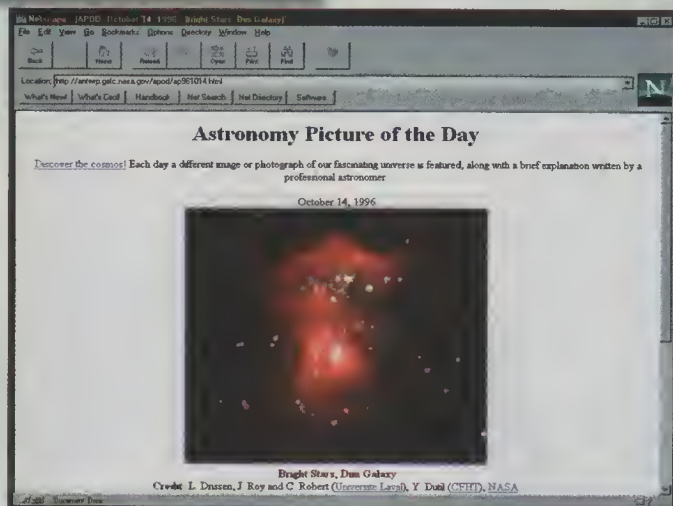 Netscape - [APOD: October 14, 1996 - Bright Stars, Dim Galaxy]
File Edit View Go Bookmarks Options Directory Window Help
Back Home Reload Open Print Find
Location: http://antwrp.gsfc.nasa.gov/apod/ap961014.html
What's New! What's Cool! Handbook Net Search Net Directory Software
N
Astronomy Picture of the Day
Discover the cosmos! Each day a different image or photograph of our fascinating universe is featured, along with a brief explanation written by a
professional astronomer.
October 14, 1996
Bright Stars, Dim Galaxy
Credit: L. Drissen, J. Roy and C. Robert (Universite Laval), Y. Dutil (CFHT), NASA
Document: Done